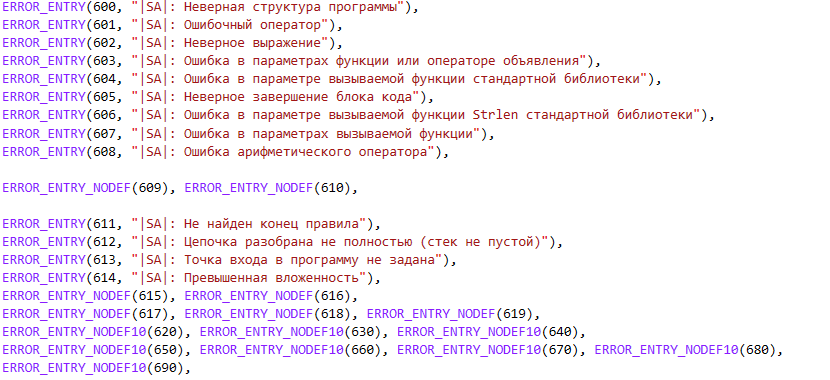 ERROR_ENTRY(600, "|SA|: Неверная структура программы"),
ERROR_ENTRY(601, "|SA|: Ошибочный оператор"),
ERROR_ENTRY(602, "|SA|: Неверное выражение"),
ERROR_ENTRY(603, "|SA|: Ошибка в параметрах функции или операторе объявления"),
ERROR_ENTRY(604, "|SA|: Ошибка в параметре вызываемой функции стандартной библиотеки"),
ERROR_ENTRY(605, "|SA|: Неверное завершение блока кода"),
ERROR_ENTRY(606, "|SA|: Ошибка в параметре вызываемой функции Strlen стандартной библиотеки"),
ERROR_ENTRY(607, "|SA|: Ошибка в параметрах вызываемой функции"),
ERROR_ENTRY(608, "|SA|: Ошибка арифметического оператора"),
ERROR_ENTRY_NODEF(609), ERROR_ENTRY_NODEF(610),
ERROR_ENTRY(611, "|SA|: Не найден конец правила"),
ERROR_ENTRY(612, "|SA|: Цепочка разобрана не полностью (стек не пустой)"),
ERROR_ENTRY(613, "|SA|: Точка входа в программу не задана"),
ERROR_ENTRY(614, "|SA|: Превышенная вложенность"),
ERROR_ENTRY_NODEF(615), ERROR_ENTRY_NODEF(616),
ERROR_ENTRY_NODEF(617), ERROR_ENTRY_NODEF(618), ERROR_ENTRY_NODEF(619),
ERROR_ENTRY_NODEF10(620), ERROR_ENTRY_NODEF10(630), ERROR_ENTRY_NODEF10(640),
ERROR_ENTRY_NODEF10(650), ERROR_ENTRY_NODEF10(660), ERROR_ENTRY_NODEF10(670), ERROR_ENTRY_NODEF10(680),
ERROR_ENTRY_NODEF10(690),